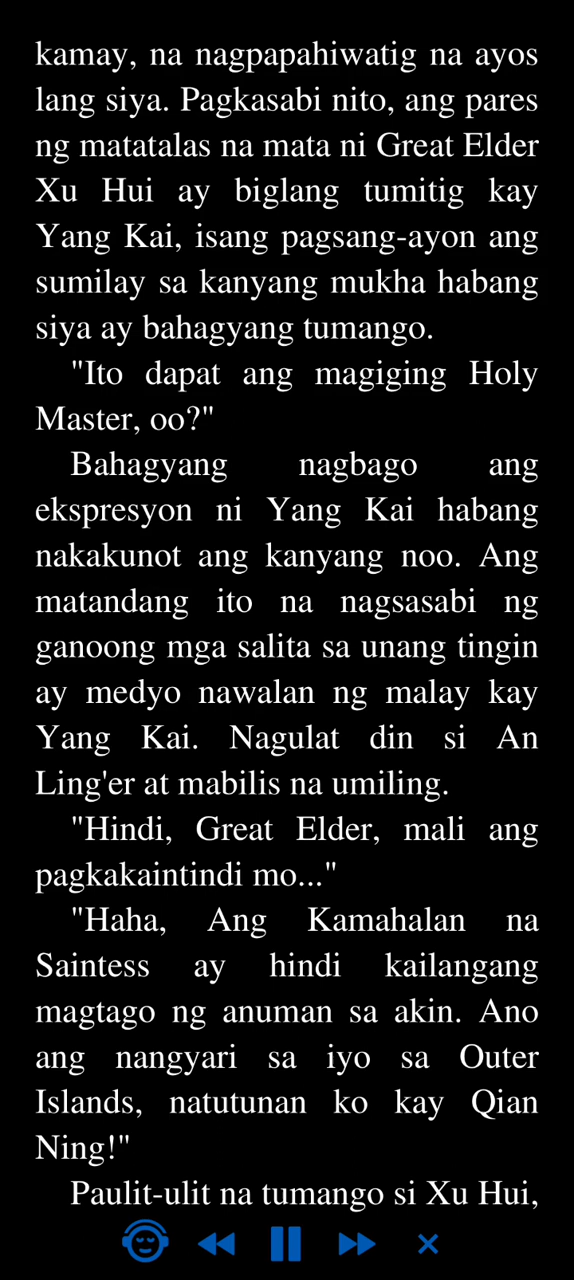 kamay, na nagpapahiwatig na ayos
lang siya. Pagkasabi nito, ang pares
ng matatalas na mata ni Great Elder
Xu Hui ay biglang tumitig kay
Yang Kai, isang pagsang-ayon ang
sumilay sa kanyang mukha habang
siya ay bahagyang tumango.
"Ito dapat ang magiging Holy
Master, oo?"
Bahagyang nagbago ang
ekspresyon ni Yang Kai habang
nakakunot ang kanyang noo. Ang
matandang ito na nagsasabi ng
ganoong mga salita sa unang tingin
ay medyo nawalan ng malay kay
Yang Kai. Nagulat din si An
Ling'er at mabilis na umiling.
"Hindi, Great Elder, mali ang
pagkakaintindi mo..."
"Haha, Ang Kamahalan na
Saintess ay hindi kailangang
magtago ng anuman sa akin. Ano
ang nangyari sa iyo sa Outer
Islands, natutunan ko kay Qian
Ning!"
Paulit-ulit na tumango si Xu Hui,